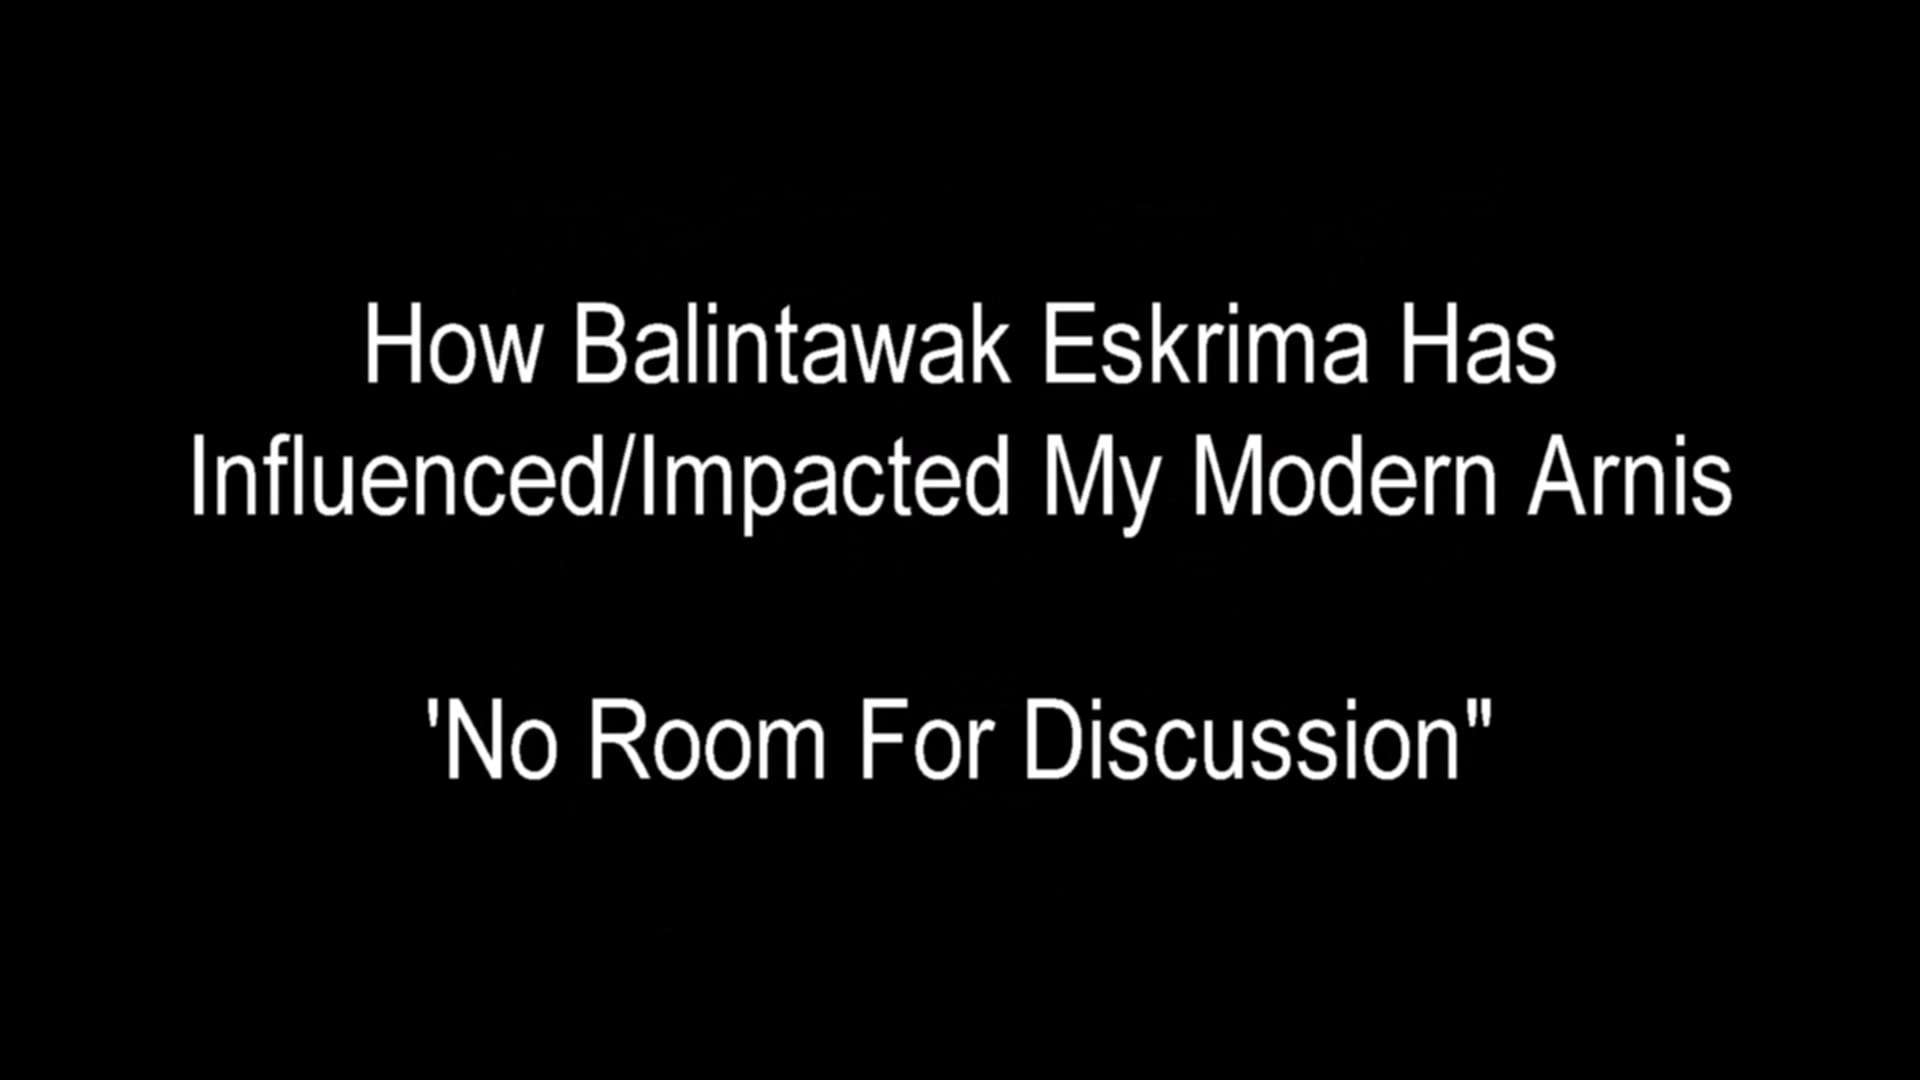 How Balintawak Eskrima Has
Influenced/Impacted My Modern Arnis
'No Room For Discussion"